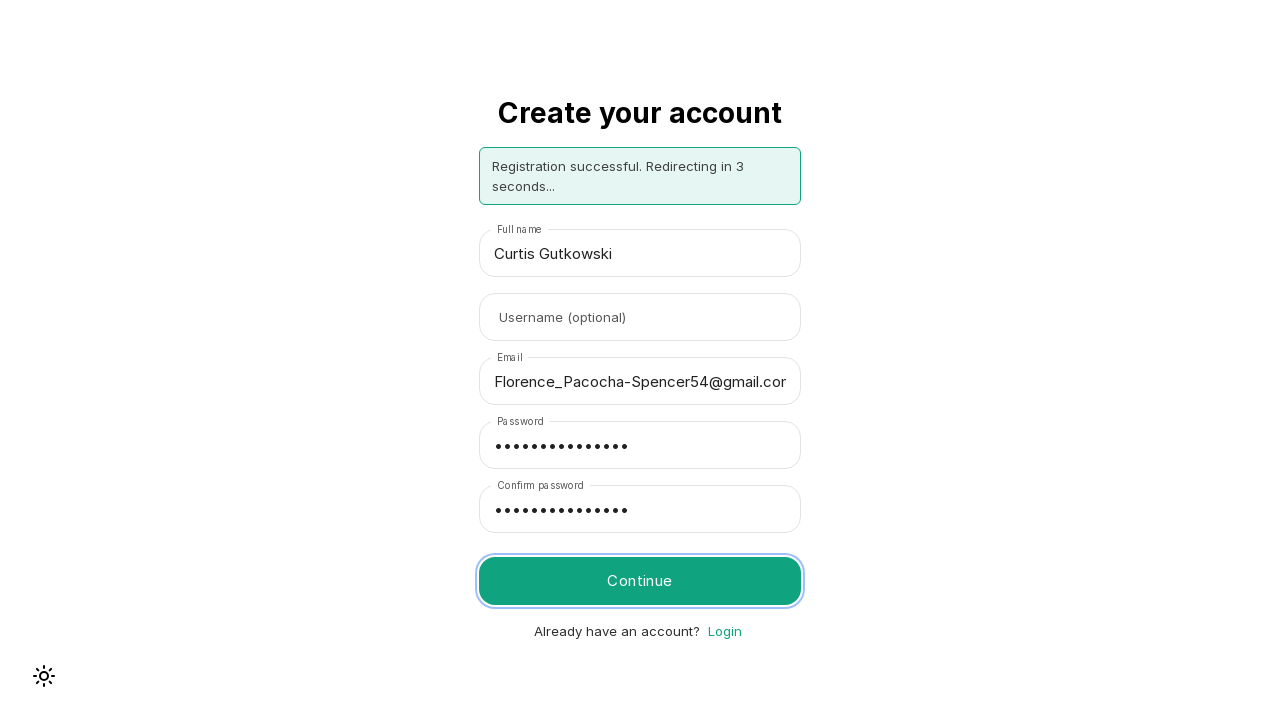 Create your account
Registration successful. Redirecting in 3
seconds...
Full name
Curtis Gutkowski
Username (optional)
Email
Florence_Pacocha-Spencer54@gmail.cor
Password
•••••••••••••••
Confirm password
•••••••••••••••
Continue
Already have an account? Login